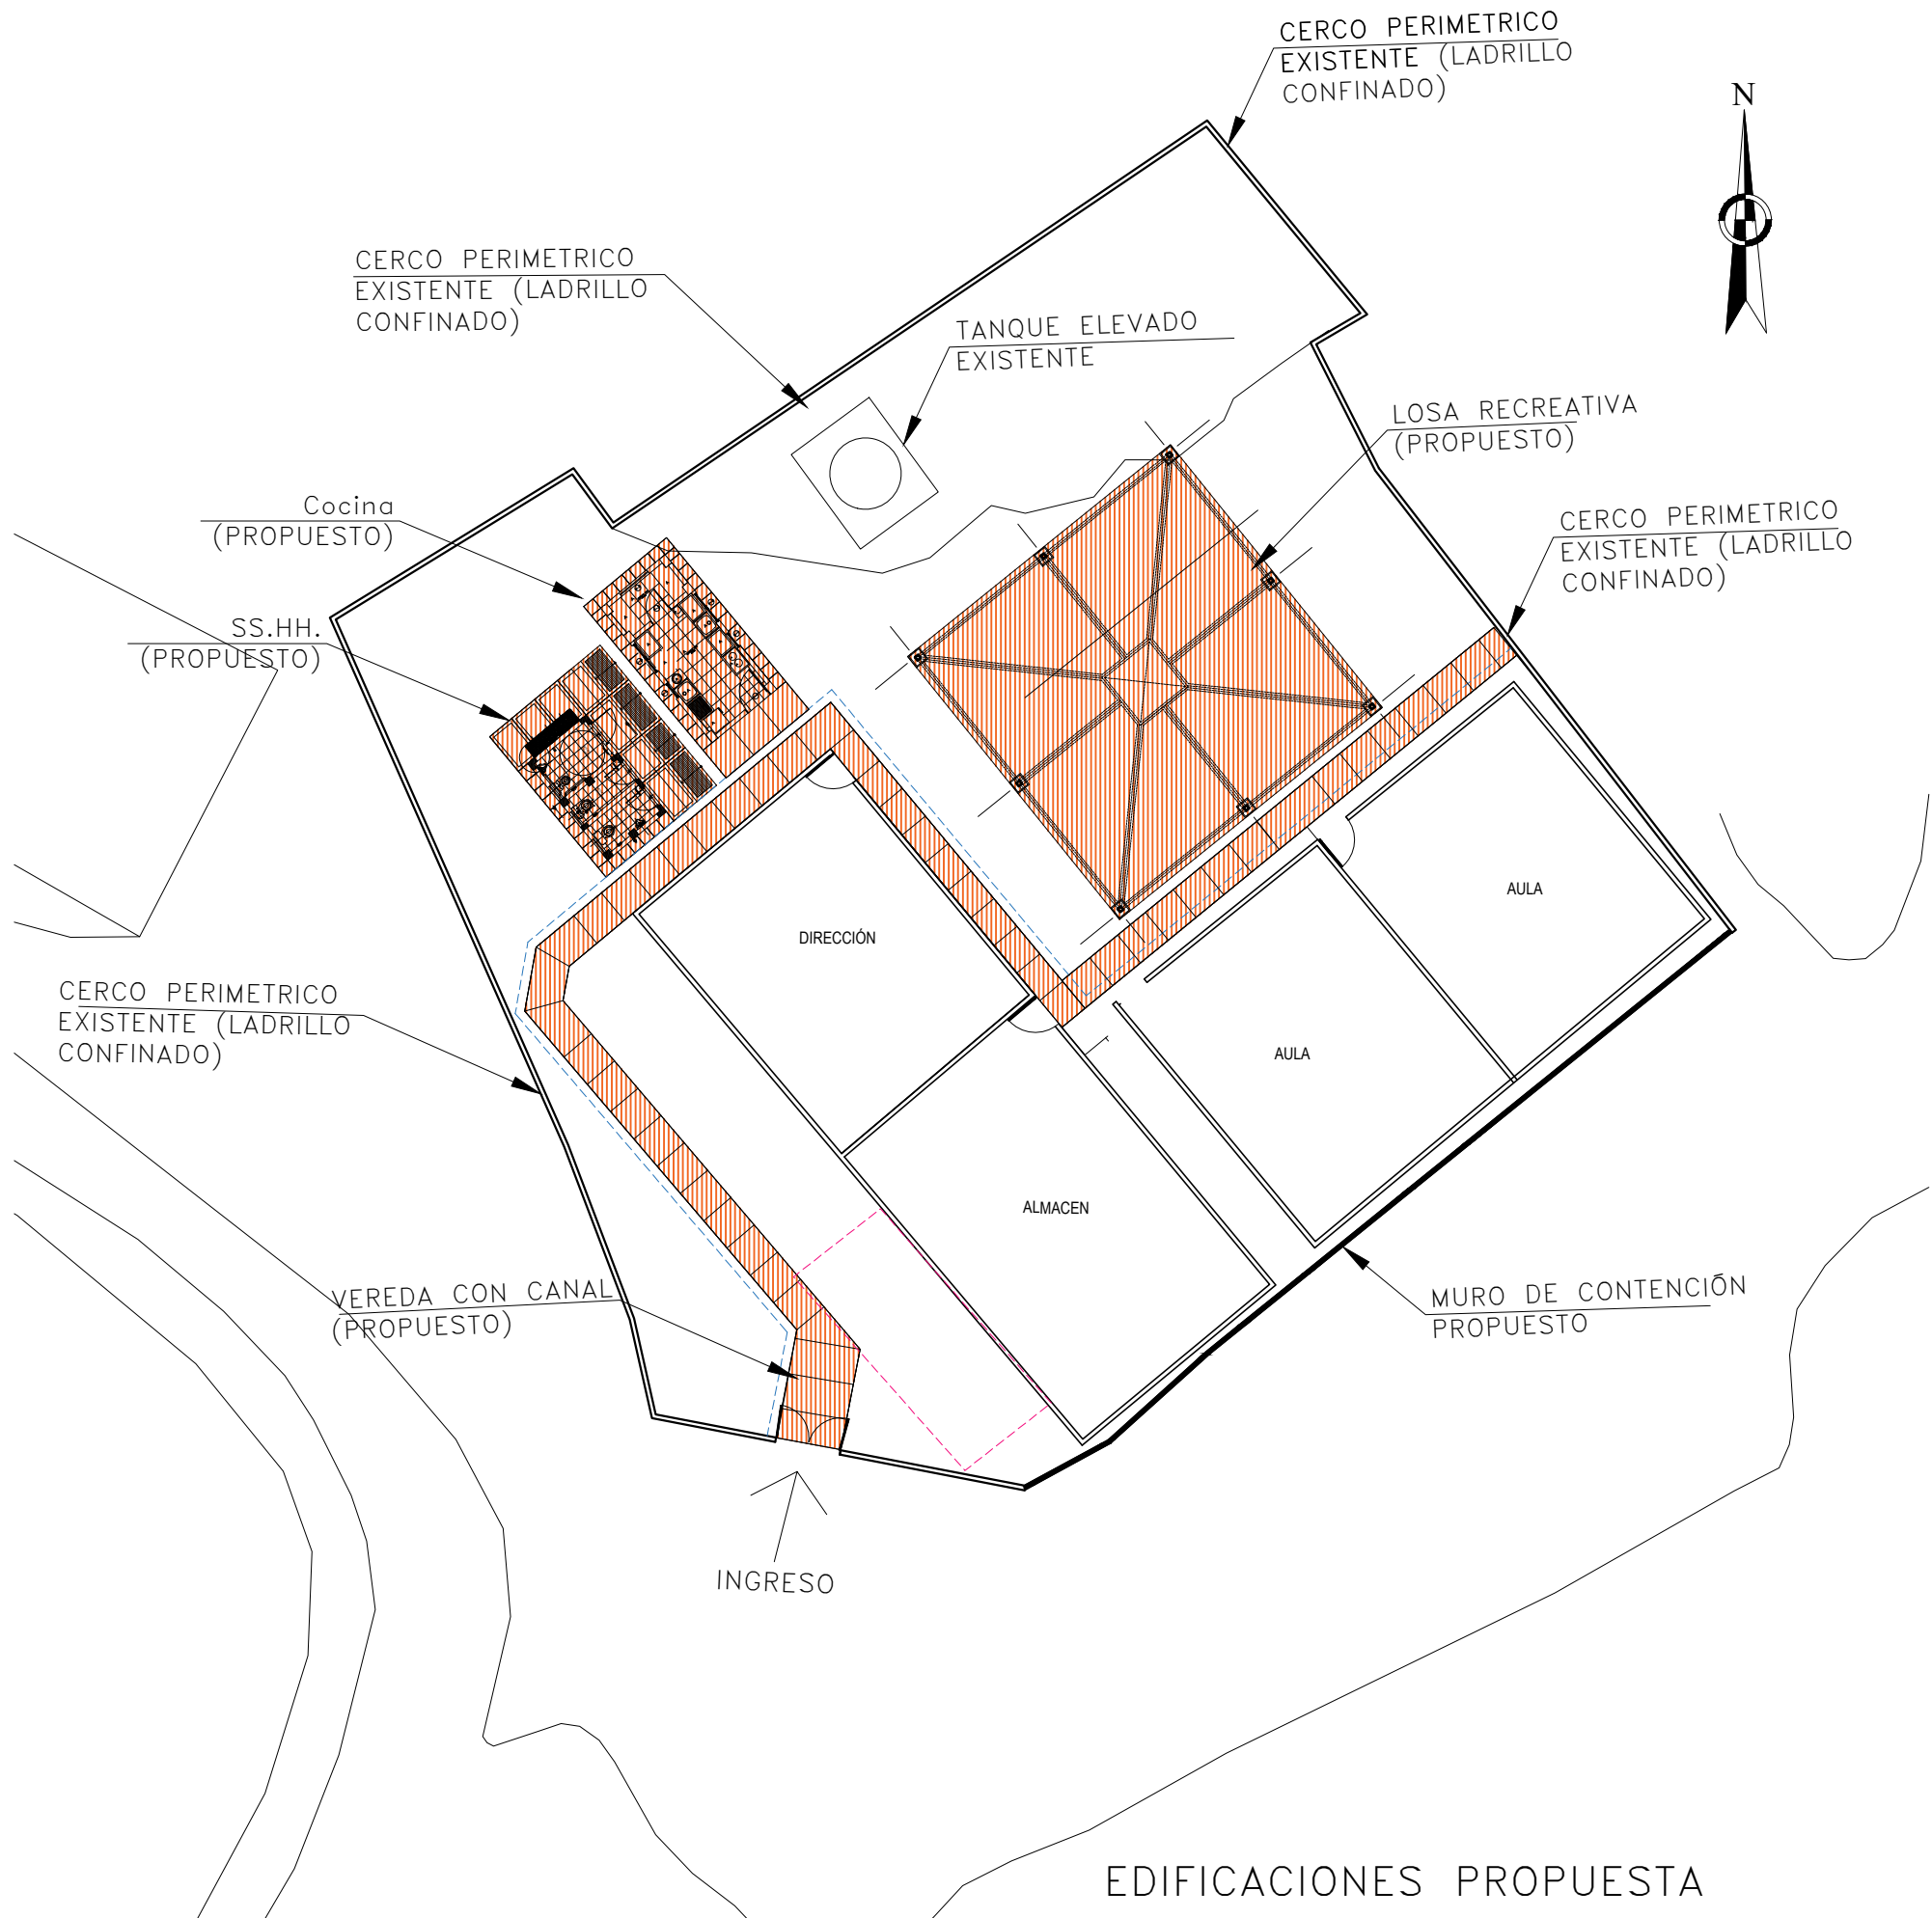 CERCO PERIMETRICO
EXISTENTE (LADRILLO
CONFINADO)
N
CERCO PERIMETRICO
EXISTENTE (LADRILLO
CONFINADO)
TANQUE ELEVADO
EXISTENTE
LOSA RECREATIVA
(PROPUESTO)
Cocina
(PROPUESTO)
CERCO PERIMETRICO
EXISTENTE (LADRILLO
CONFINADO)
SS.HH.
(PROPUESTO)
AULA
DIRECCIÓN
CERCO PERIMETRICO
EXISTENTE (LADRILLO
CONFINADO)
AULA
ALMACEN
VEREDA CON CANAL
(PROPUESTO)
MURO DE CONTENCIÓN
PROPUESTO
INGRESO
EDIFICACIONES PROPUESTA